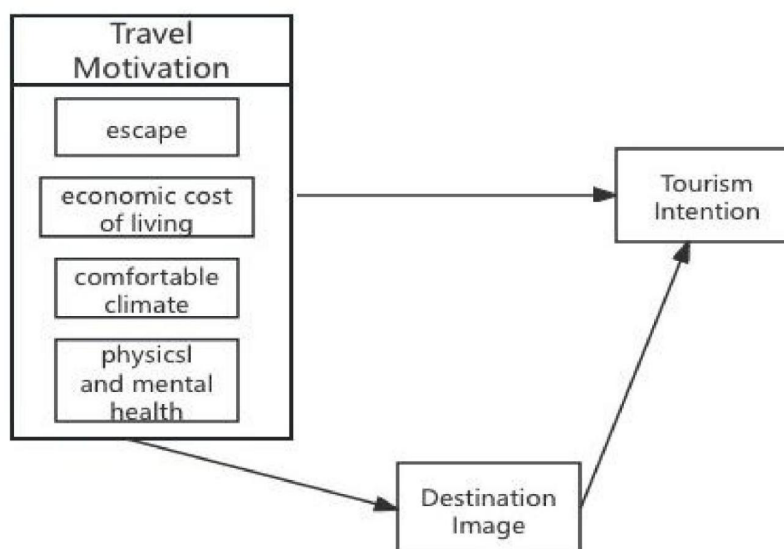 Travel
Motivation
escape
economic cost
of living
comfortable
climate
physicsl
and mental
health
Tourism
Intention
Destination
Image